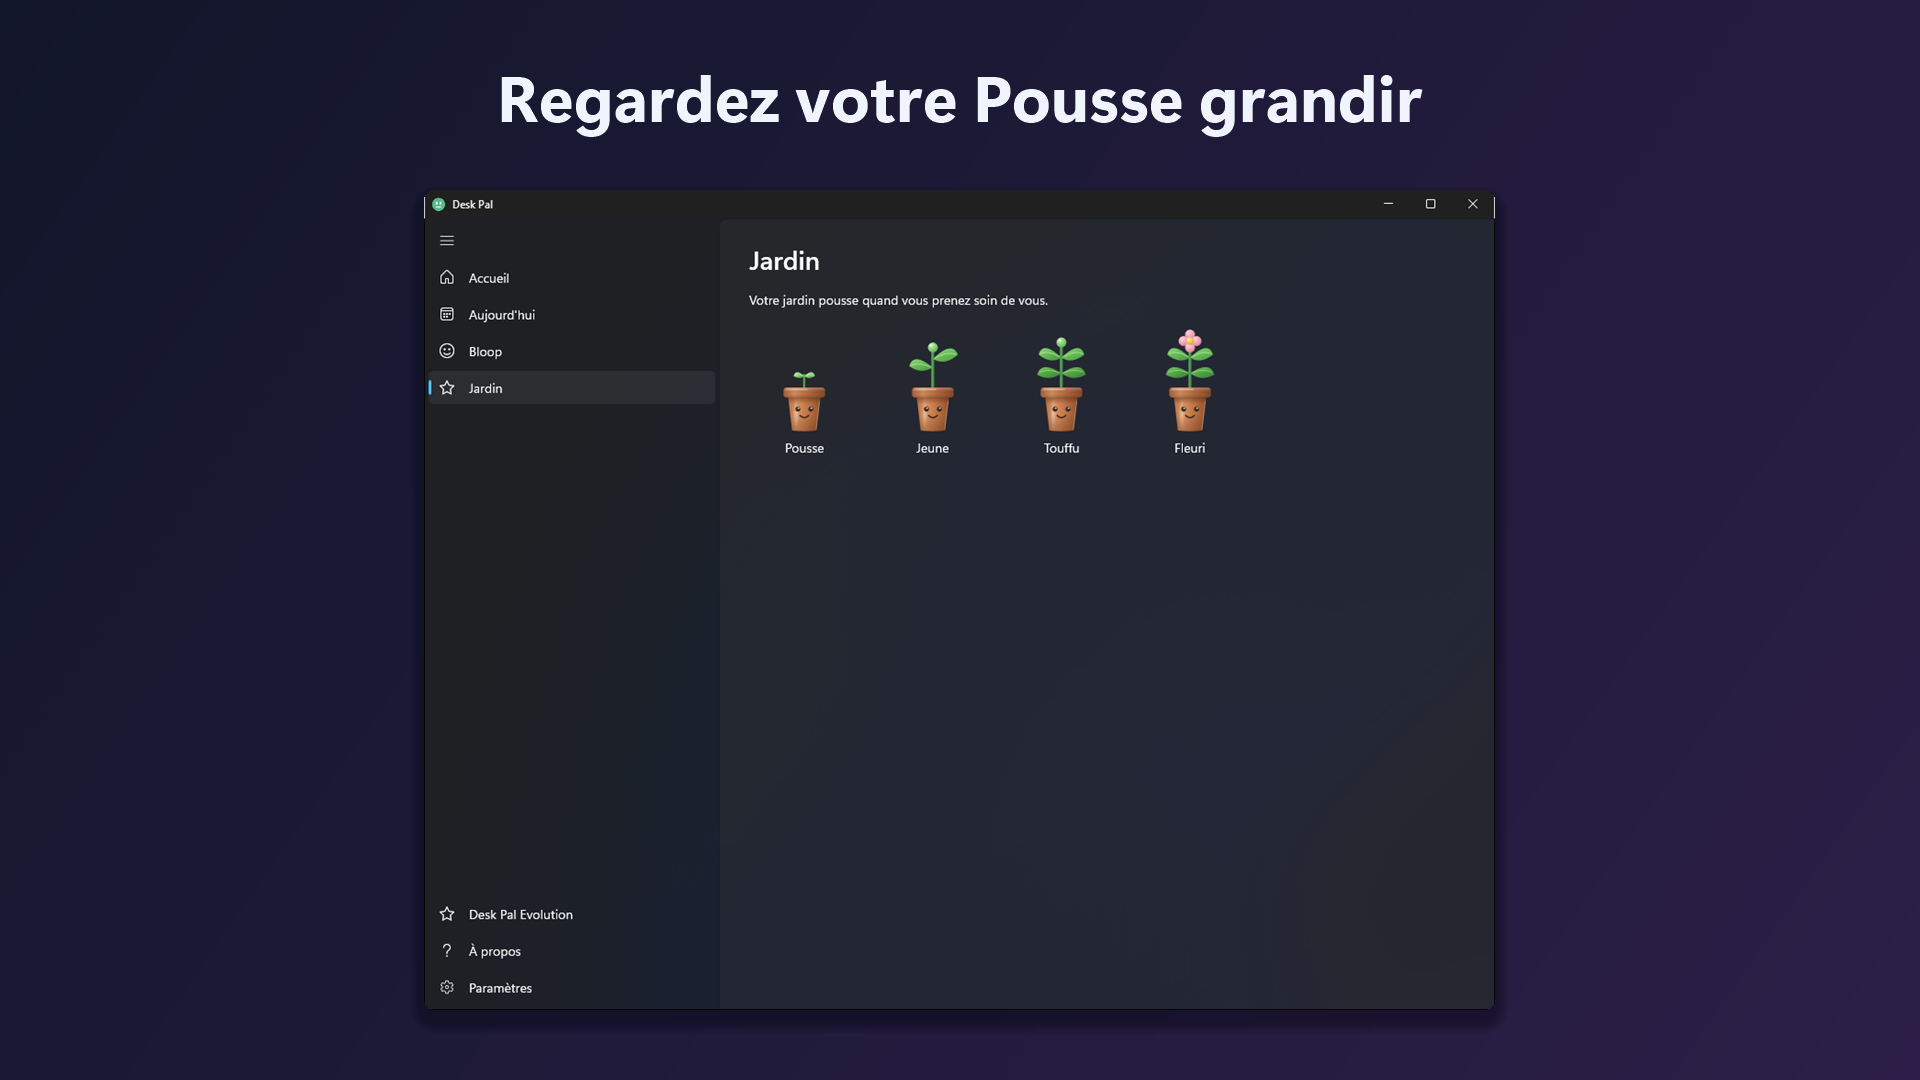 Regardez votre Pousse grandir
Desk Pal
Accueil
Aujourd'hui
Bloop
Jardin
Jardin
Votre jardin pousse quand vous prenez soin de vous.
Pousse
Jeune
Touffu
Fleuri
Desk Pal Evolution
À propos
Paramètres